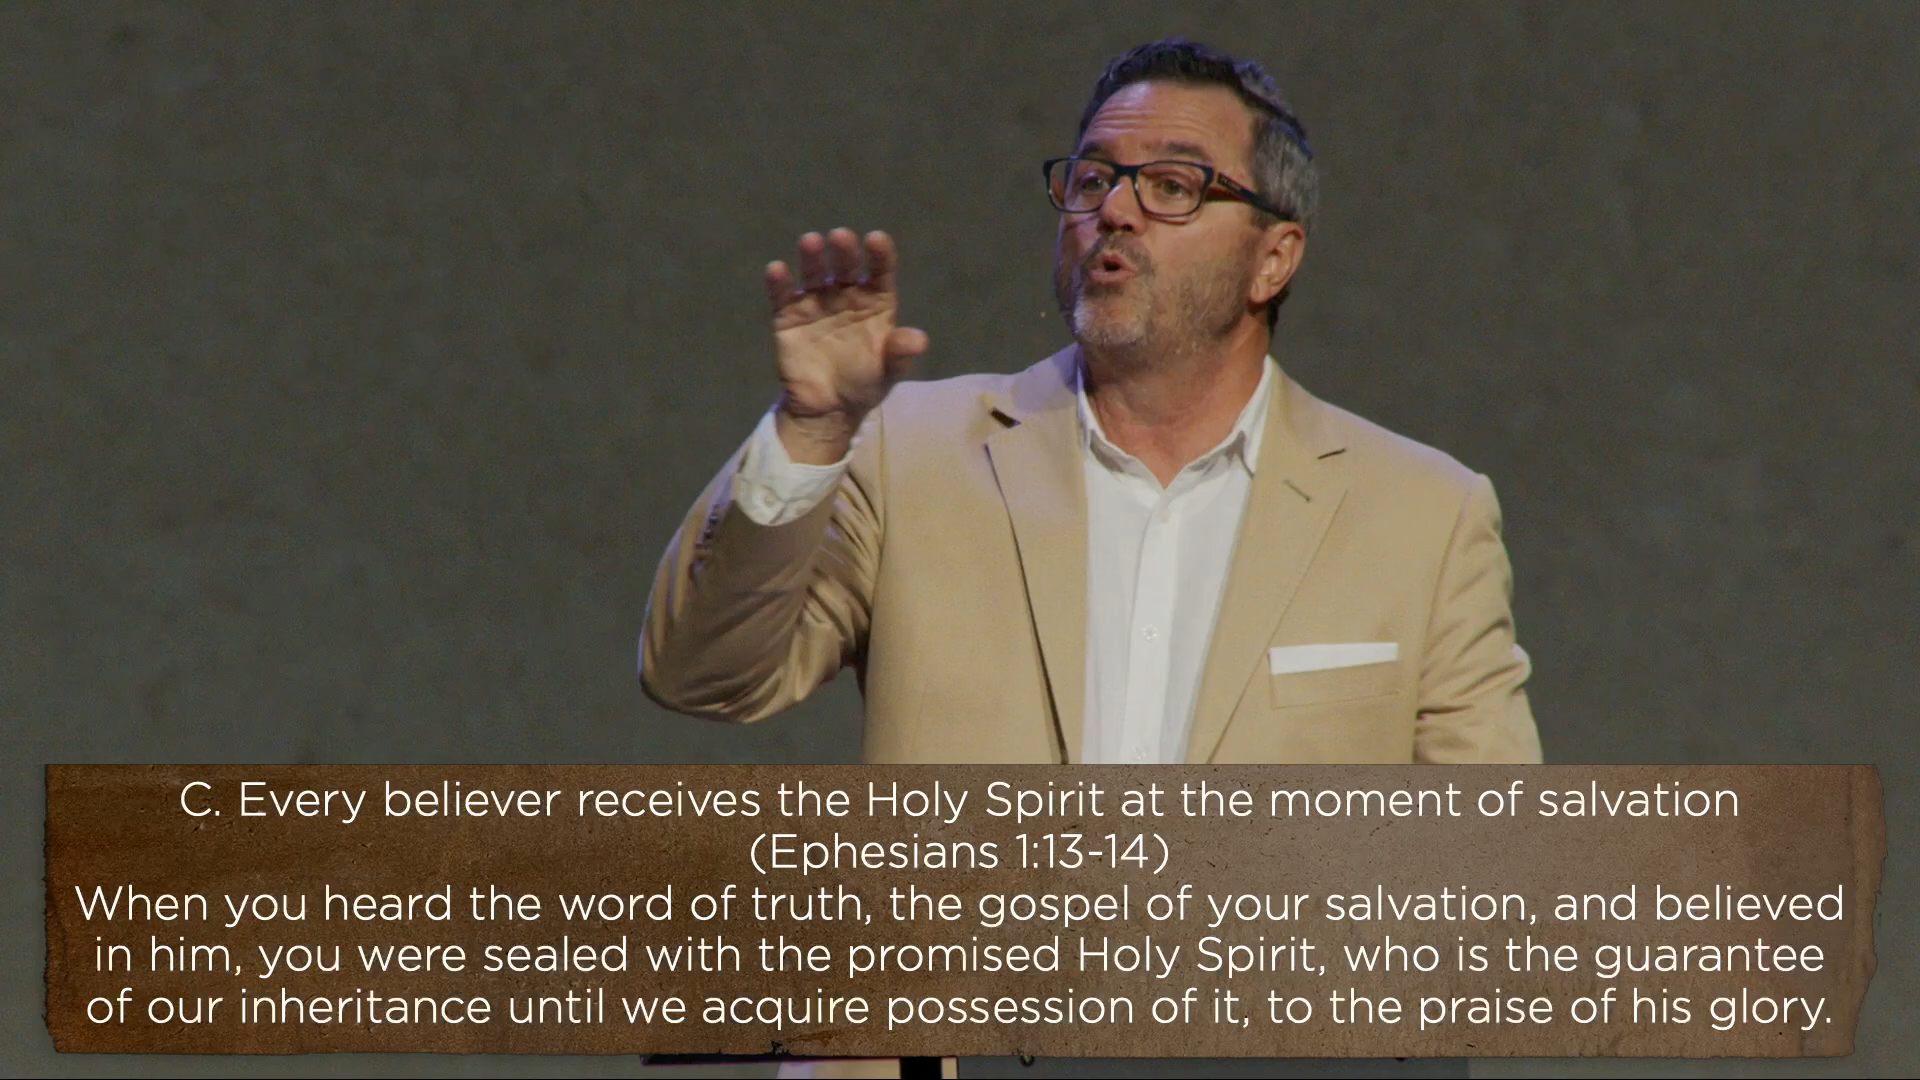 C. Every believer receives the Holy Spirit at the moment of salvation
(Ephesians 1:13-14)
When you heard the word of truth, the gospel of your salvation, and believed
in him, you were sealed with the promised Holy Spirit, who is the guarantee
of our inheritance until we acquire possession of it, to the praise of his glory.